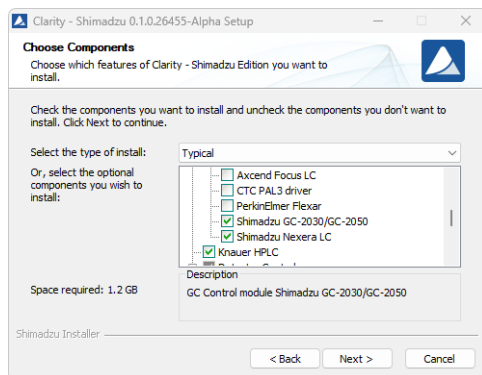 Clarity - Shimadzu 0.1.0.26455-Alpha Setup
Choose Components
Choose which features of Clarity - Shimadzu Edition you want to
install.
Check the components you want to install and uncheck the components you don't want to
install. Click Next to continue.
Select the type of install:
Typical
Or, select the optional
components you wish to
install:
Axcend Focus LC
CTC PAL3 driver
PerkinElmer Flexar
Shimadzu GC-2030/GC-2050
Shimadzu Nexera LC
Knauer HPLC
Description
Space required: 1.2 GB
GC Control module Shimadzu GC-2030/GC-2050
Shimadzu Installer
< Back
Next >
Cancel